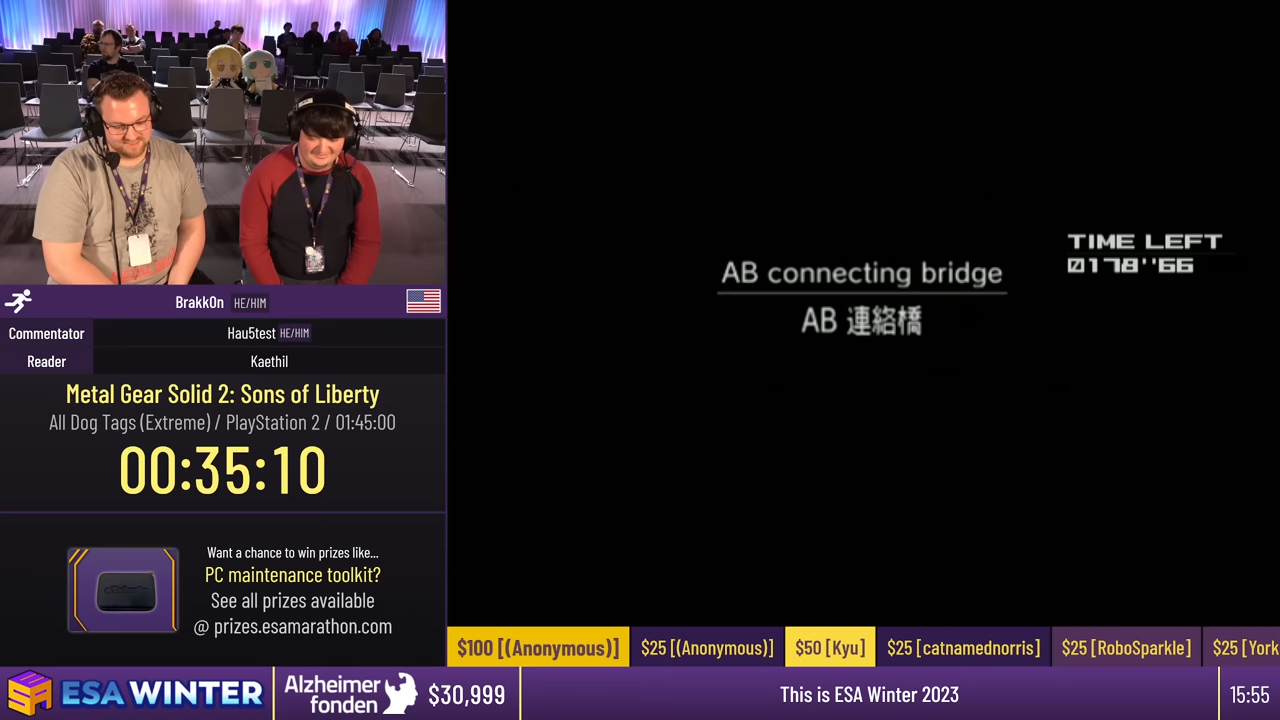 AB connecting bridge
AB 連絡橋
TIME LEFT
0178"66
BrakkOn HE/HIM
Commentator
Hau5test HE/HIM
Reader
Kaethil
Metal Gear Solid 2: Sons of Liberty
All Dog Tags (Extreme) / PlayStation 2 / 01:45:00
00:35:10
Want a chance to win prizes like...
PC maintenance toolkit?
See all prizes available
@ prizes.esamarathon.com
$100 [(Anonymous)]
$25 [(Anonymous)]
$50 [Kyu]
$25 [catnamednorris]
$25 [RoboSparkle]
$25 [York
ESA WINTER
Alzheimer
fonden
$30,999
This is ESA Winter 2023
15:55